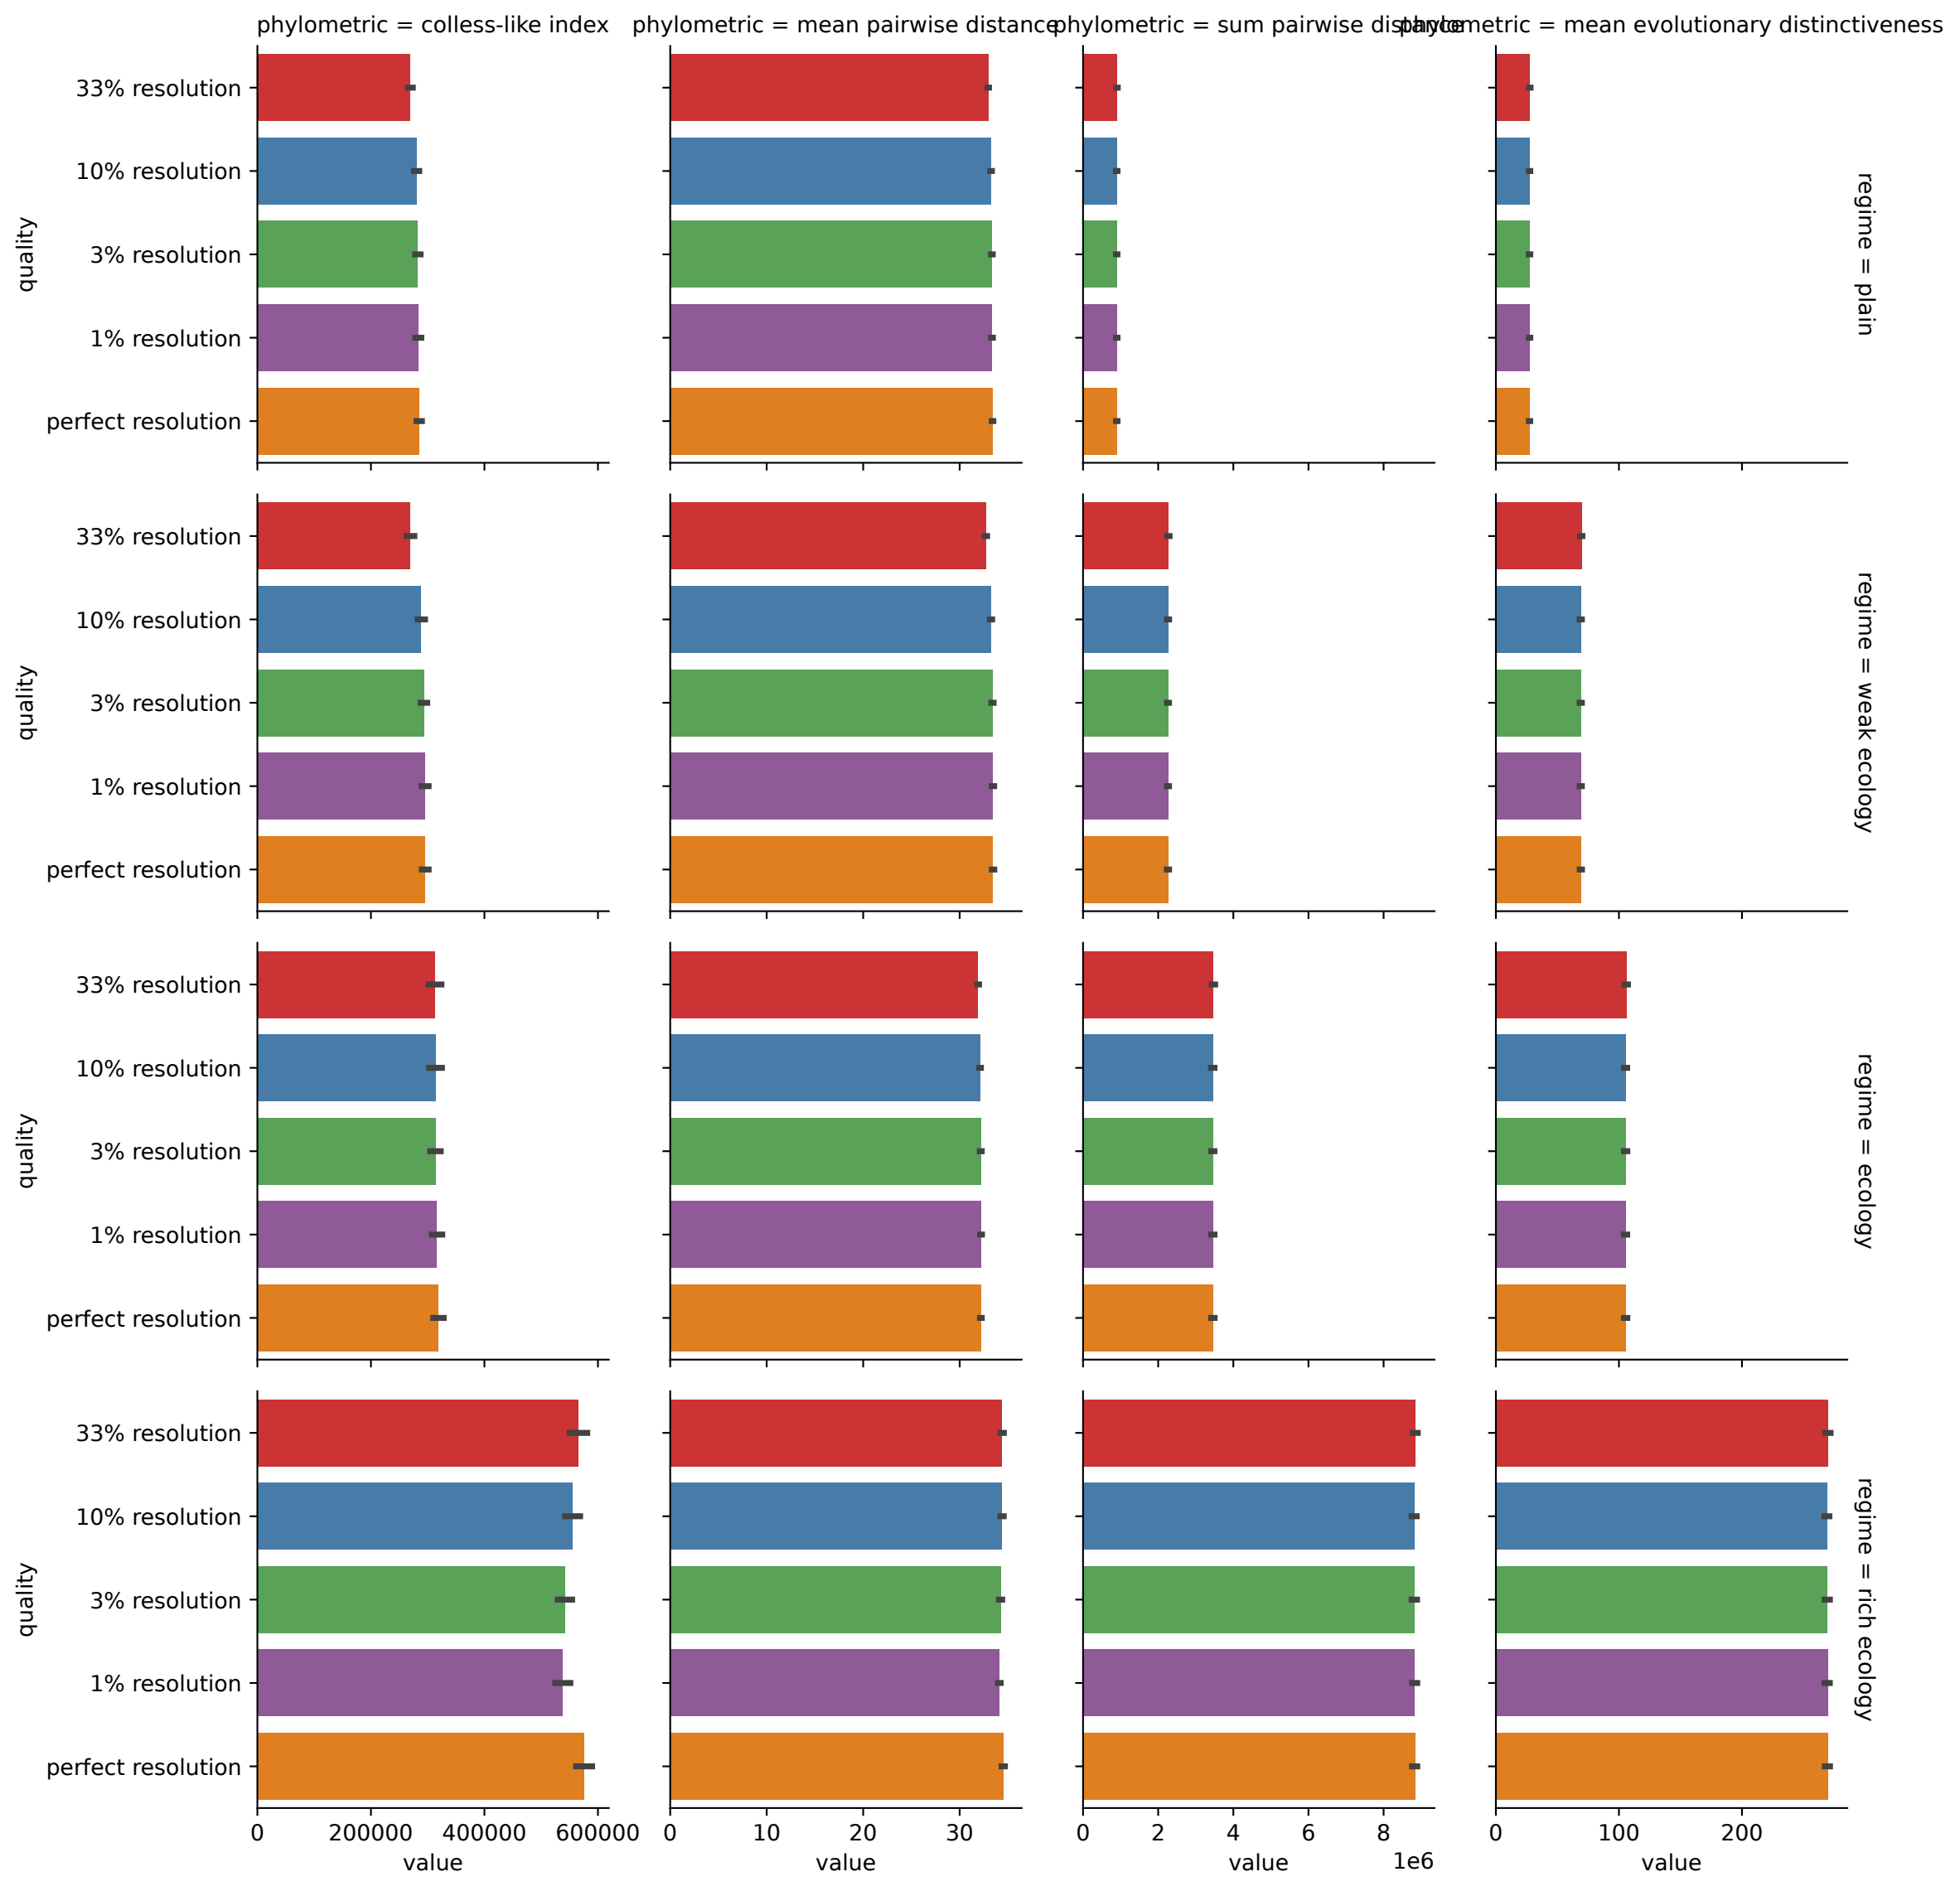 phylometric = colless-like index
phylometric = mean pairwise distance
phylometric = sum pairwise distance
phylometric = mean evolutionary distinctiveness
quality
33% resolution
10% resolution
3% resolution
1% resolution
perfect resolution
regime = plain
quality
33% resolution
10% resolution
3% resolution
1% resolution
perfect resolution
regime = weak ecology
quality
33% resolution
10% resolution
3% resolution
1% resolution
perfect resolution
regime = ecology
quality
33% resolution
10% resolution
3% resolution
1% resolution
perfect resolution
regime = rich ecology
0 200000 400000 600000
value
0 10 20 30
value
0 2 4 6 8
1e6
value
0 100 200
value